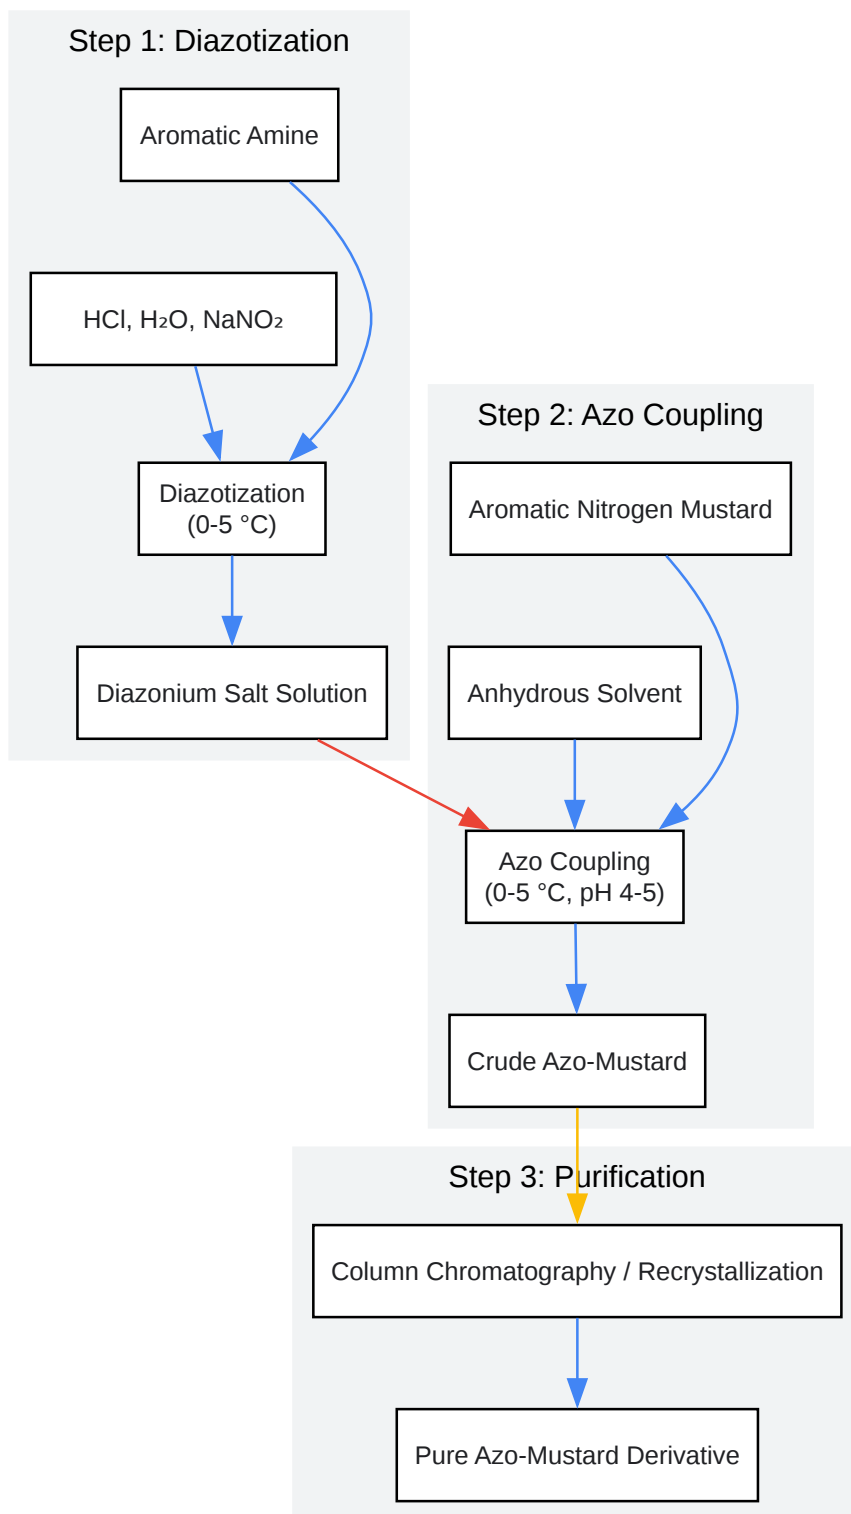 Step 1: Diazotization
Aromatic Amine
HCl, H₂O, NaNO₂
Diazotization
(0-5 °C)
Diazonium Salt Solution
Step 2: Azo Coupling
Aromatic Nitrogen Mustard
Anhydrous Solvent
Azo Coupling
(0-5 °C, pH 4-5)
Crude Azo-Mustard
Step 3: Purification
Column Chromatography / Recrystallization
Pure Azo-Mustard Derivative